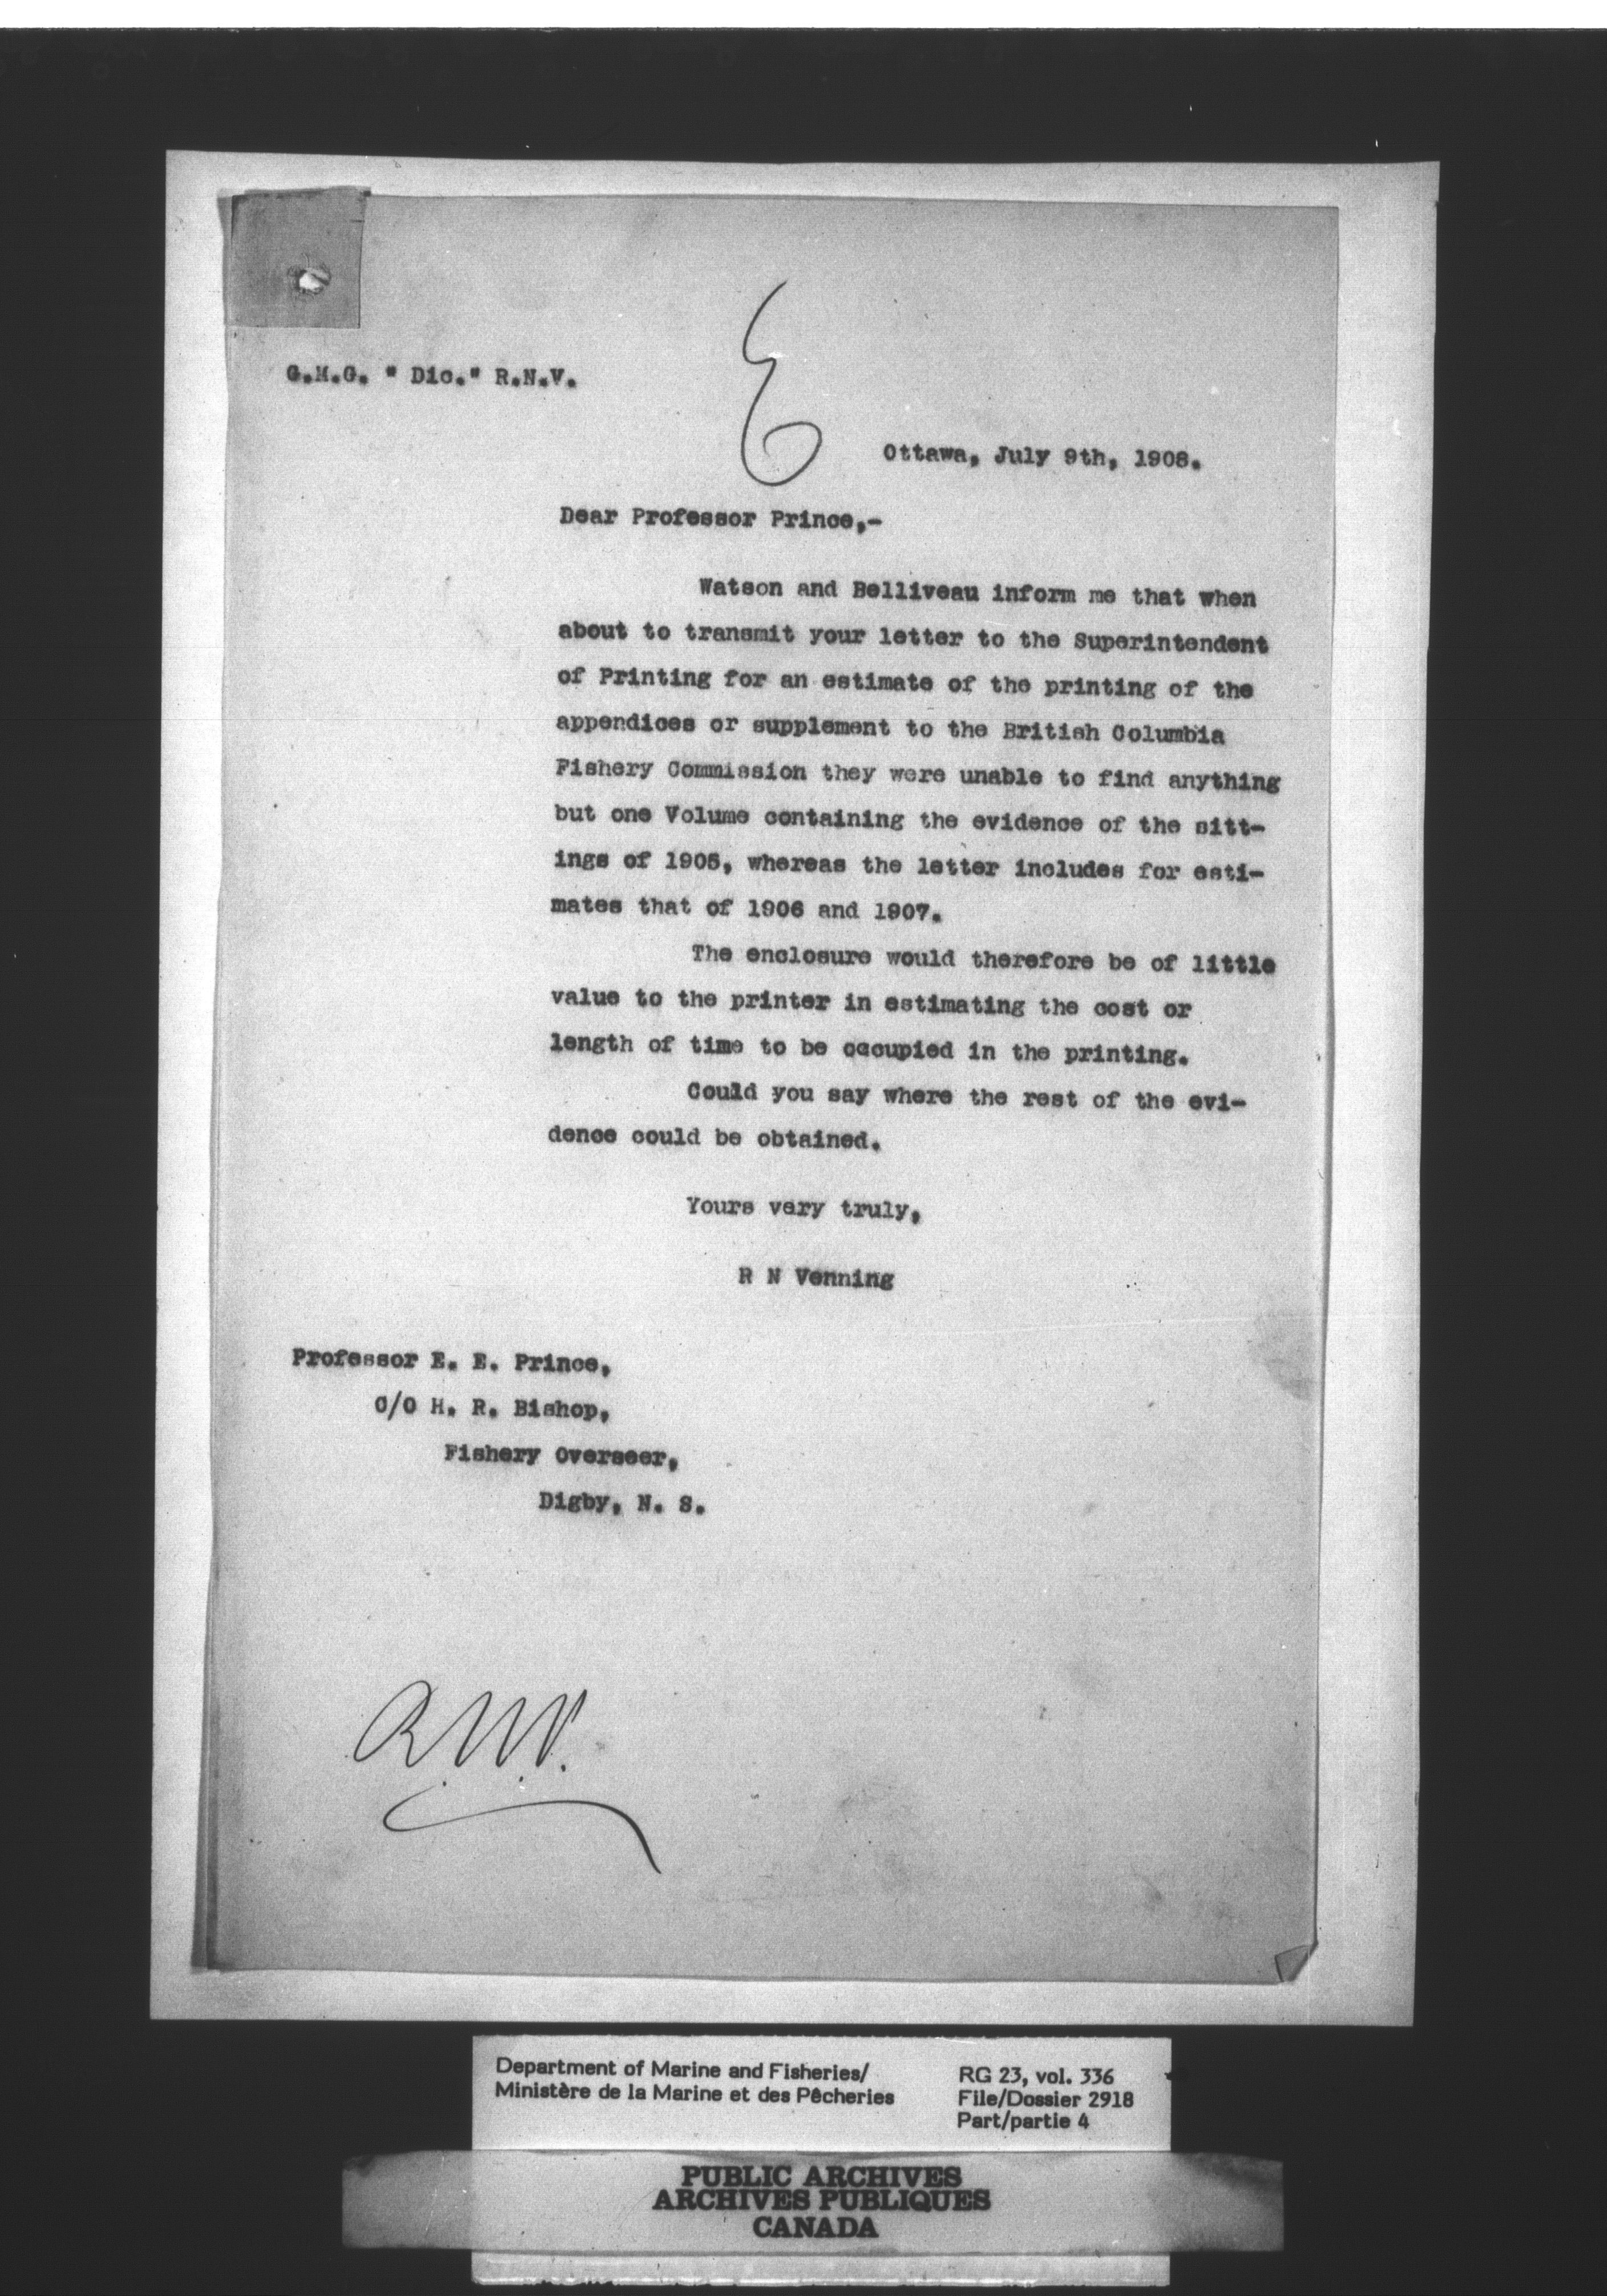 G.M.G. " Dic." R.N.V.
E
Ottawa, July 9th, 1908.
Dear Professor Prince,-
Watson and Belliveau inform me that when
about to transmit your letter to the Superintendent
of Printing for an estimate of the printing of the
appendices or supplement to the British Columbia
Fishery Commission they were unable to find anything
but one Volume containing the evidence of the sitt-
ings of 1905, whereas the letter includes for esti-
mates that of 1906 and 1907.
The enclosure would therefore be of little
value to the printer in estimating the cost or
length of time to be occupied in the printing.
Could you say where the rest of the evi-
dence could be obtained.
Yours very truly,
R N Venning
Professor E. E. Prince,
C/O H. R. Bishop,
Fishery Overseer,
Digby, N. S.
R.N.V.
Department of Marine and Fisheries/
Ministère de la Marine et des Pêcheries
RG 23, vol. 336
File/Dossier 2918
Part/partie 4
PUBLIC ARCHIVES
ARCHIVES PUBLIQUES
CANADA